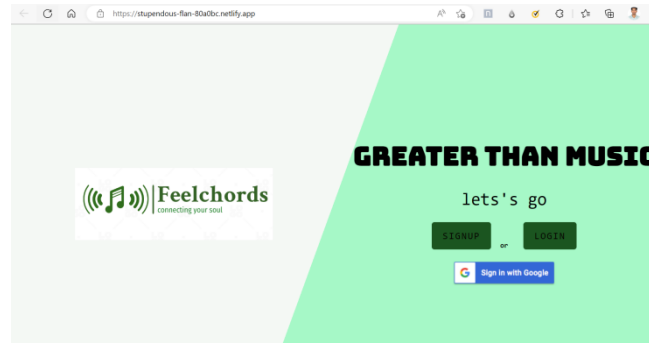 https://stupendous-flan-80a0bc.netlify.app
Feelchords
connecting your soul
GREATER THAN MUSIC
lets's go
SIGNUP or LOGIN
G Sign in with Google